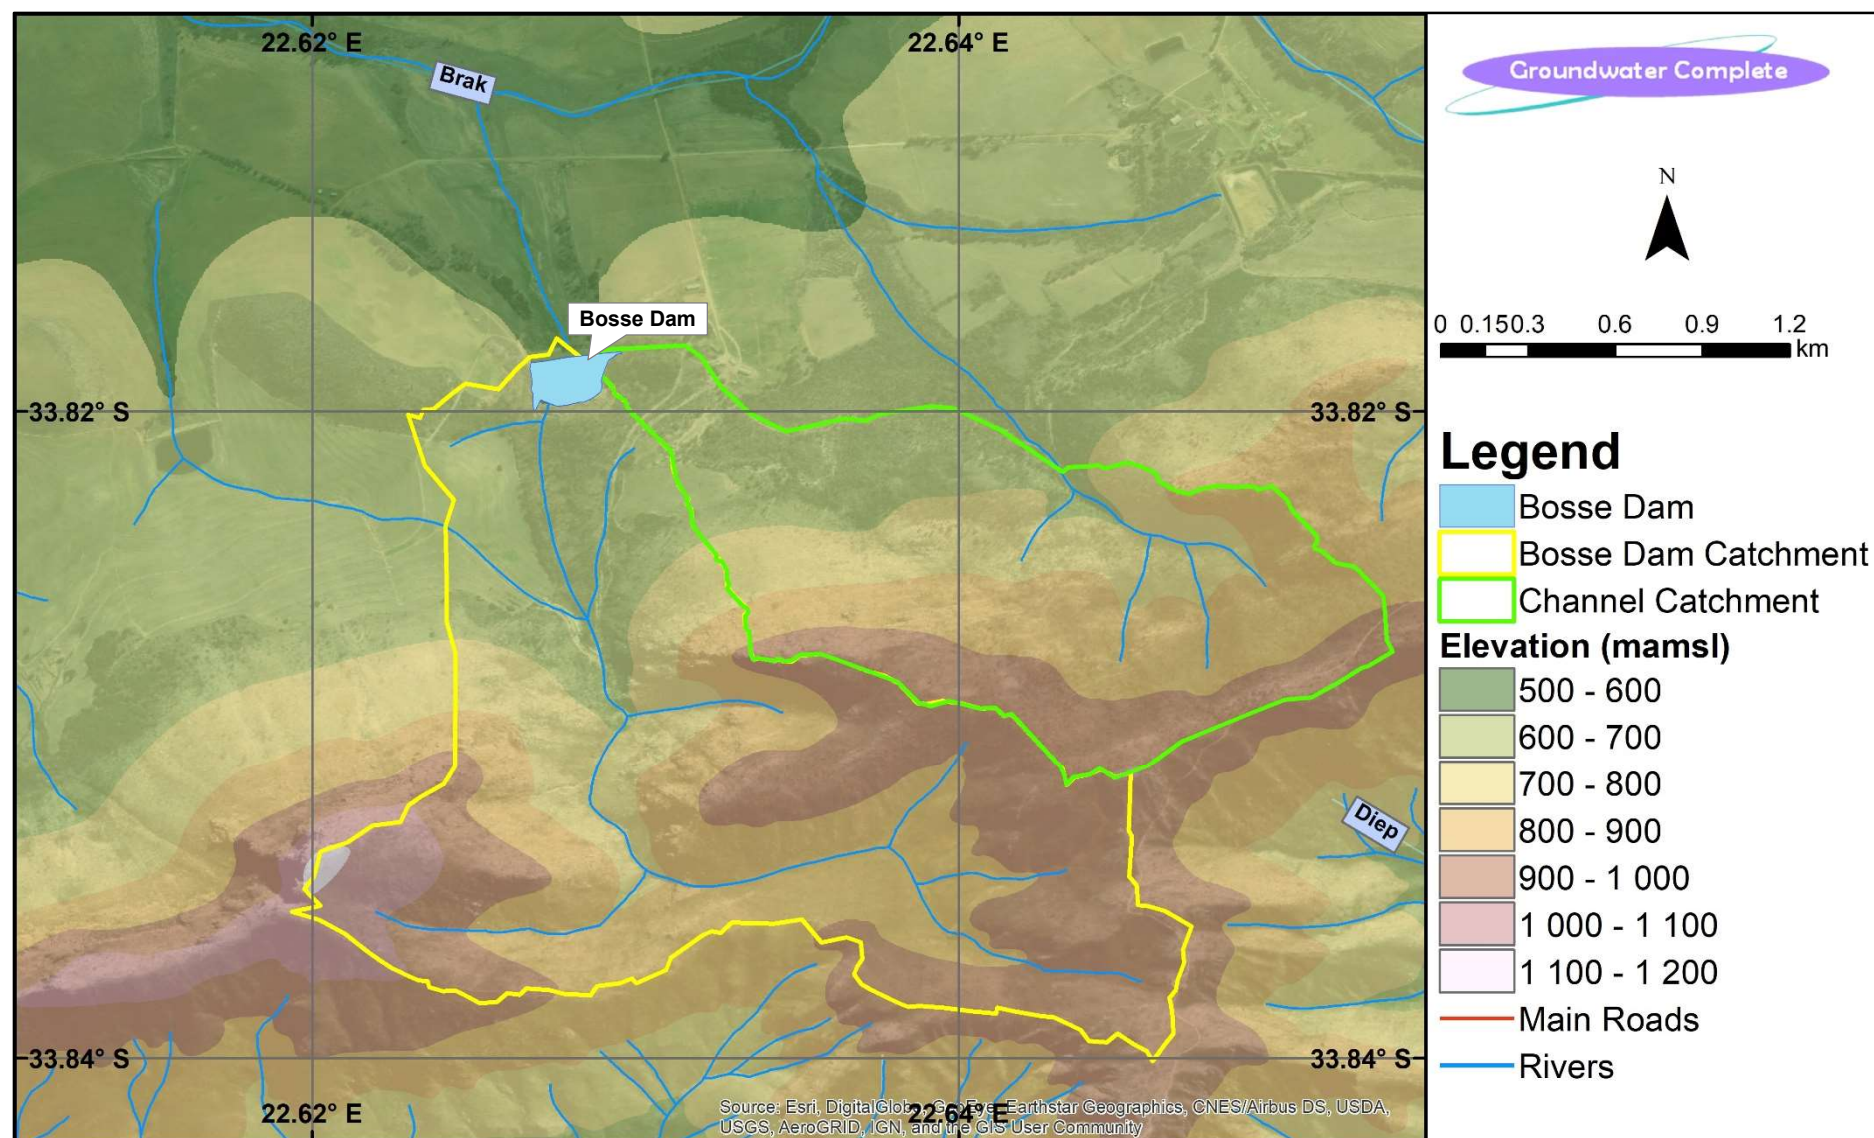 22.62° E
22.64° E
Brak
Bosse Dam
33.82° S
33.82° S
Diep
33.84° S
33.84° S
22.62° E
22.64° E
Source: Esri, DigitalGlobe, GeoEye, Earthstar Geographics, CNES/Airbus DS, USDA,
USGS, AeroGRID, IGN, and the GIS User Community
Groundwater Complete
N
0 0.15 0.3 0.6 0.9 1.2
km
Legend
Bosse Dam
Bosse Dam Catchment
Channel Catchment
Elevation (mamsl)
500 - 600
600 - 700
700 - 800
800 - 900
900 - 1 000
1 000 - 1 100
1 100 - 1 200
Main Roads
Rivers